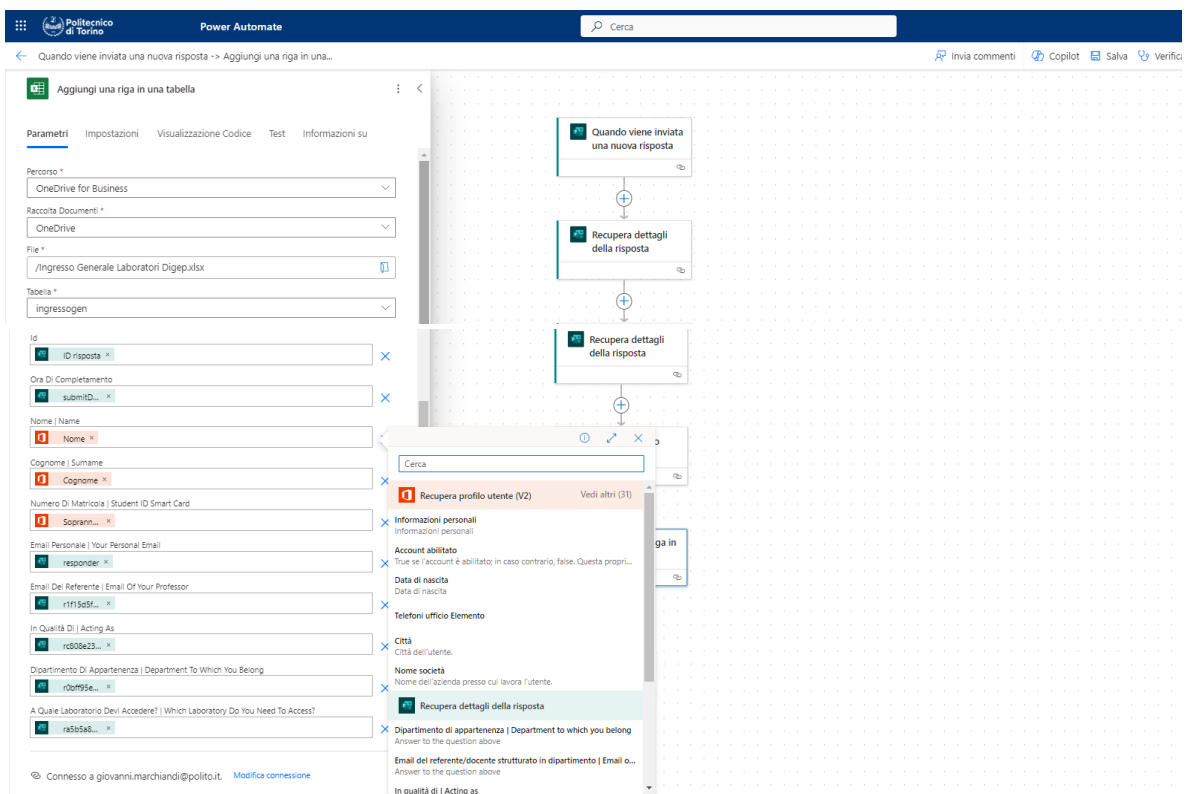 Politecnico
di Torino
Power Automate
Cerca
Quando viene inviata una nuova risposta -> Aggiungi una riga in una...
Invia commenti
Copilot
Salva
Verifica
Aggiungi una riga in una tabella
Parametri
Impostazioni
Visualizzazione Codice
Test
Informazioni su
Percorso *
OneDrive for Business
Raccolta Documenti *
OneDrive
File *
/Ingresso Generale Laboratori Digep.xlsx
Tabella *
ingressogen
Id
ID risposta ×
Ora Di Completamento
submitD... ×
Nome | Name
Nome ×
Cognome | Surname
Cognome ×
Numero Di Matricola | Student ID Smart Card
Soprann... ×
Email Personale | Your Personal Email
responder ×
Email Del Referente | Email Of Your Professor
r1f15d5f... ×
In Qualità Di | Acting As
rc808e23... ×
Dipartimento Di Appartenenza | Department To Which You Belong
r0bff95e... ×
A Quale Laboratorio Devi Accedere? | Which Laboratory Do You Need To Access?
ra5b5a8... ×
Connesso a giovanni.marchiandi@polito.it.
Modifica connessione
Quando viene inviata
una nuova risposta
Recupera dettagli
della risposta
Recupera dettagli
della risposta
o
ga in
Cerca
Recupera profilo utente (V2)
Vedi altri (31)
Informazioni personali
Informazioni personali
Account abilitato
True se l'account è abilitato; in caso contrario, false. Questa propri...
Data di nascita
Data di nascita
Telefoni ufficio Elemento
Città
Città dell'utente.
Nome società
Nome dell'azienda presso cui lavora l'utente.
Recupera dettagli della risposta
Dipartimento di appartenenza | Department to which you belong
Answer to the question above
Email del referente/docente strutturato in dipartimento | Email o...
Answer to the question above
In qualità di | Acting as